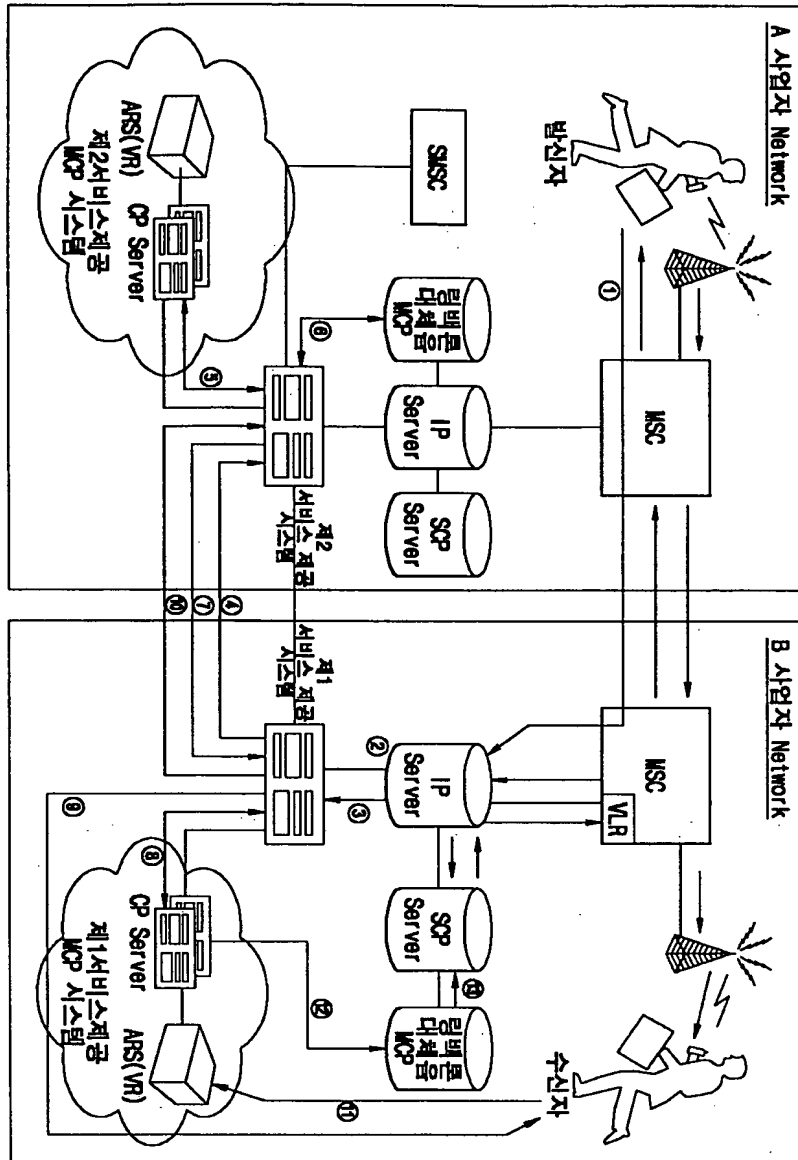 A 사업자 Network
발신자
①
MSC
SMSC
링백톤
대체음
MCP
IP
Server
SCP
Server
⑥
ARS(VR)
CP Server
제2서비스제공
MCP 시스템
⑤
제2
서비스 제공
시스템
④
⑦
⑩
B 사업자 Network
MSC
VLR
수신자
IP
Server
SCP
Server
링백톤
대체음
MCP
②
③
⑬
제1
서비스 제공
시스템
⑧
⑨
⑫
⑪
CP Server
ARS(VR)
제1서비스제공
MCP 시스템